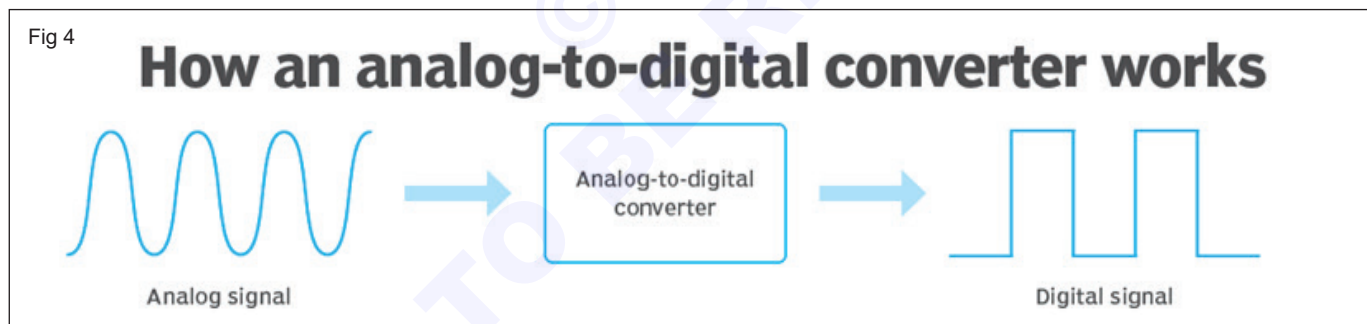 Fig 4
How an analog-to-digital converter works
Analog-to-digital
converter
Analog signal
Digital signal